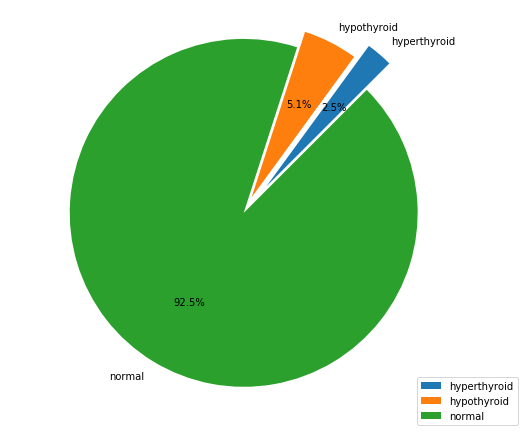 hypothyroid
hyperthyroid
5.1%
2.5%
92.5%
normal
hyperthyroid
hypothyroid
normal